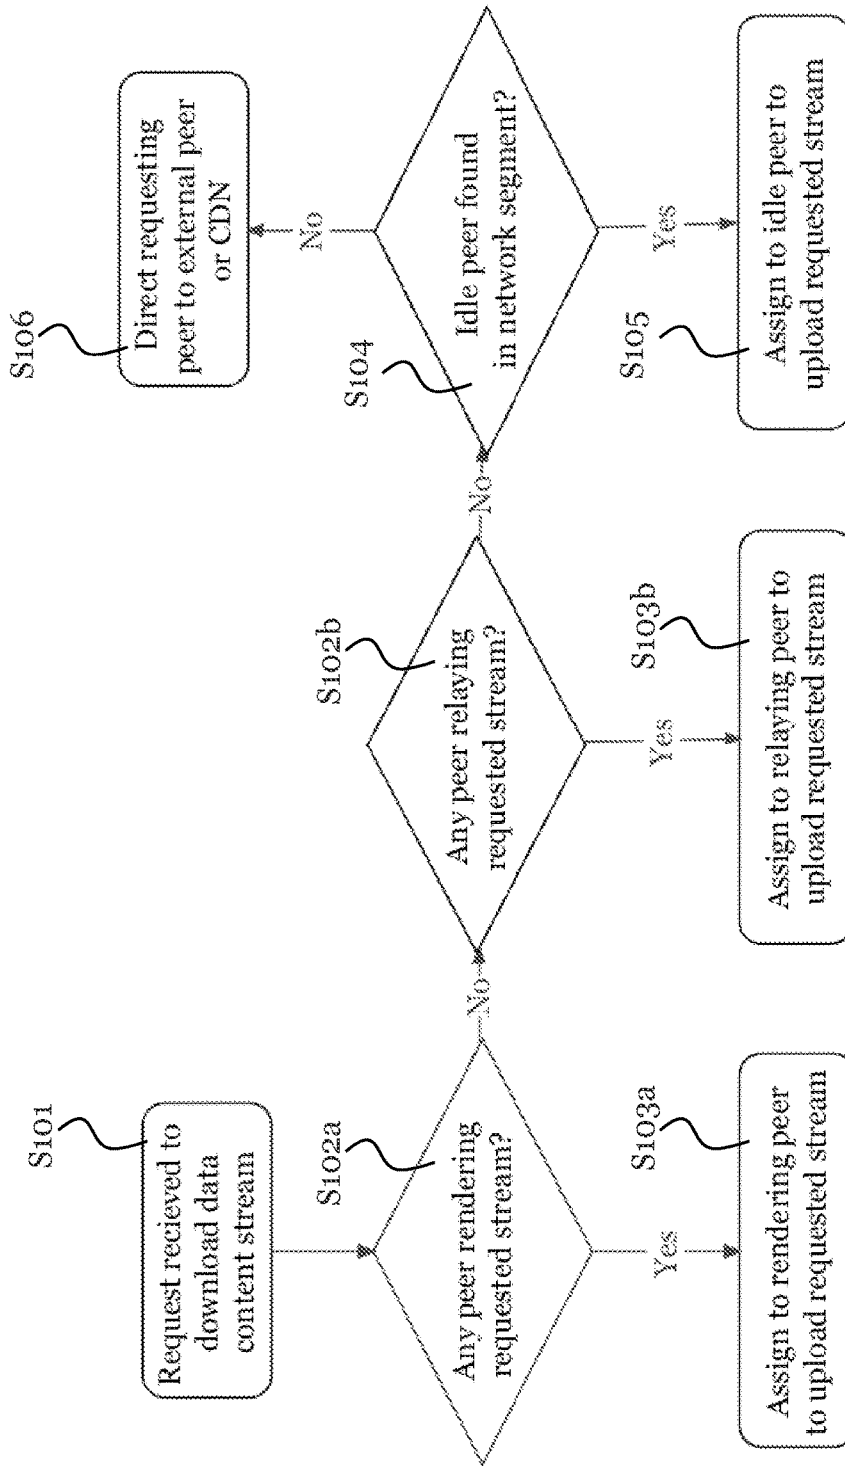 S101
Request recieved to
download data
content stream
S102a
Any peer rendering
requested stream?
Yes
S103a
Assign to rendering peer
to upload requested stream
No
S102b
Any peer relaying
requested stream?
Yes
S103b
Assign to relaying peer to
upload requested stream
No
S104
Idle peer found
in network segment?
Yes
S105
Assign to idle peer to
upload requested stream
No
S106
Direct requesting
peer to external peer
or CDN